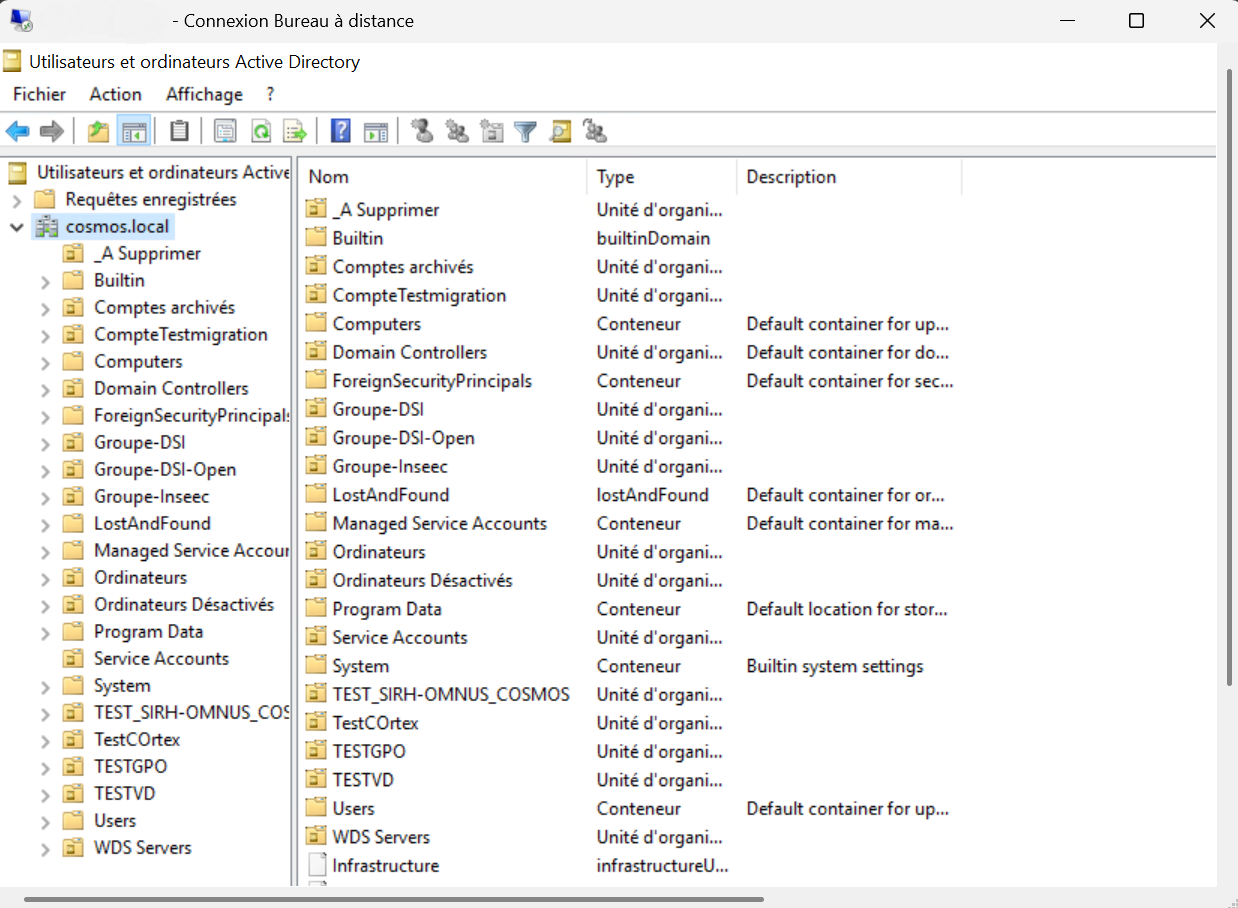 - Connexion Bureau à distance
Utilisateurs et ordinateurs Active Directory
Fichier Action Affichage ?
Utilisateurs et ordinateurs Active
Requêtes enregistrées
cosmos.local
_A Supprimer
Builtin
Comptes archivés
CompteTestmigration
Computers
Domain Controllers
ForeignSecurityPrincipals
Groupe-DSI
Groupe-DSI-Open
Groupe-Inseec
LostAndFound
Managed Service Accour
Ordinateurs
Ordinateurs Désactivés
Program Data
Service Accounts
System
TEST_SIRH-OMNUS_COS
TestCOrtex
TESTGPO
TESTVD
Users
WDS Servers
Nom Type Description
_A Supprimer Unité d'organi...
Builtin builtinDomain
Comptes archivés Unité d'organi...
CompteTestmigration Unité d'organi...
Computers Conteneur Default container for up...
Domain Controllers Unité d'organi... Default container for do...
ForeignSecurityPrincipals Conteneur Default container for sec...
Groupe-DSI Unité d'organi...
Groupe-DSI-Open Unité d'organi...
Groupe-Inseec Unité d'organi...
LostAndFound lostAndFound Default container for or...
Managed Service Accounts Conteneur Default container for ma...
Ordinateurs Unité d'organi...
Ordinateurs Désactivés Unité d'organi...
Program Data Conteneur Default location for stor...
Service Accounts Unité d'organi...
System Conteneur Builtin system settings
TEST_SIRH-OMNUS_COSMOS Unité d'organi...
TestCOrtex Unité d'organi...
TESTGPO Unité d'organi...
TESTVD Unité d'organi...
Users Conteneur Default container for up...
WDS Servers Unité d'organi...
Infrastructure infrastructureU...